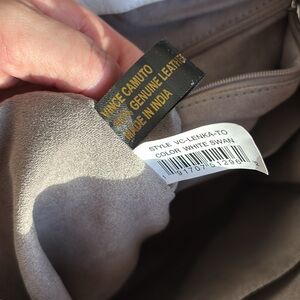 VINCE CAMUTO
100% GENUINE LEATHER
MADE IN INDIA
STYLE VC-LENKA-TO
COLOR WHITE SWAN